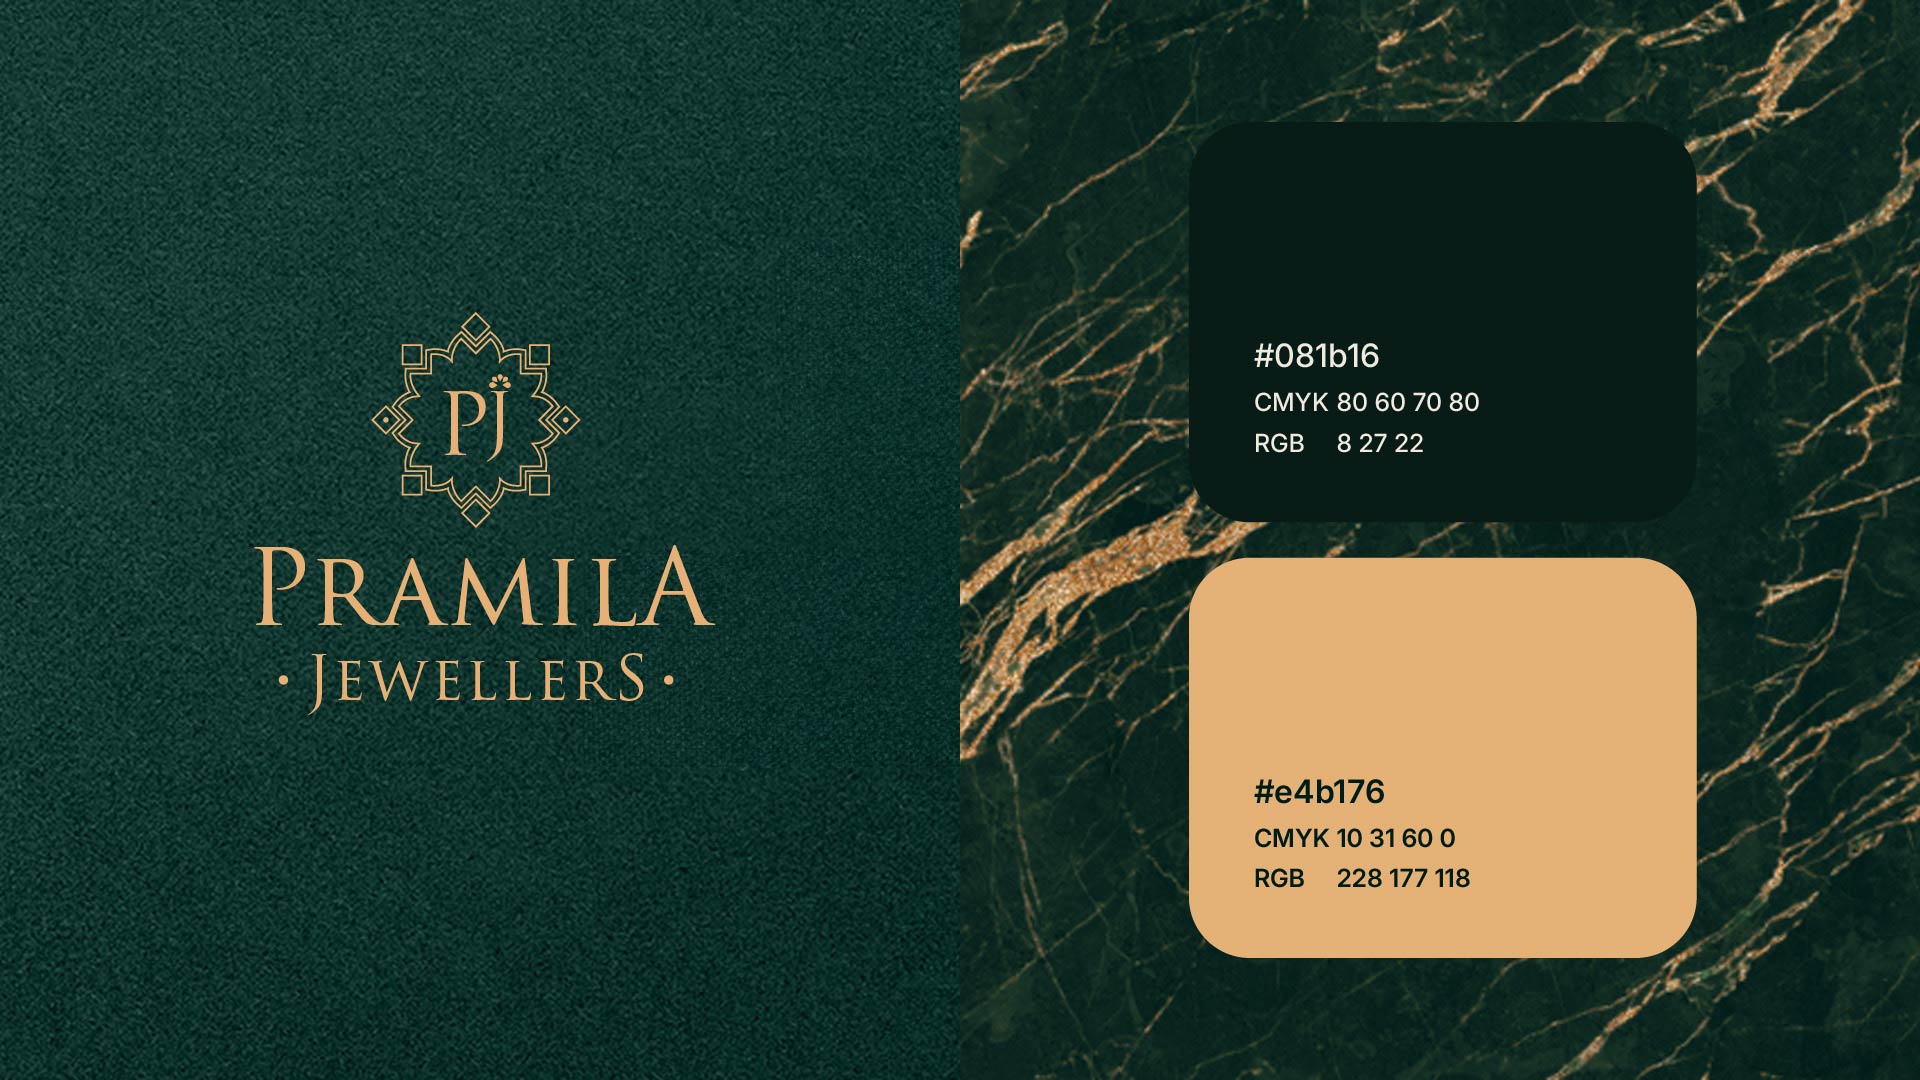 PJ
PRAMILA
· JEWELLERS ·
#081b16
CMYK 80 60 70 80
RGB 8 27 22
#e4b176
CMYK 10 31 60 0
RGB 228 177 118